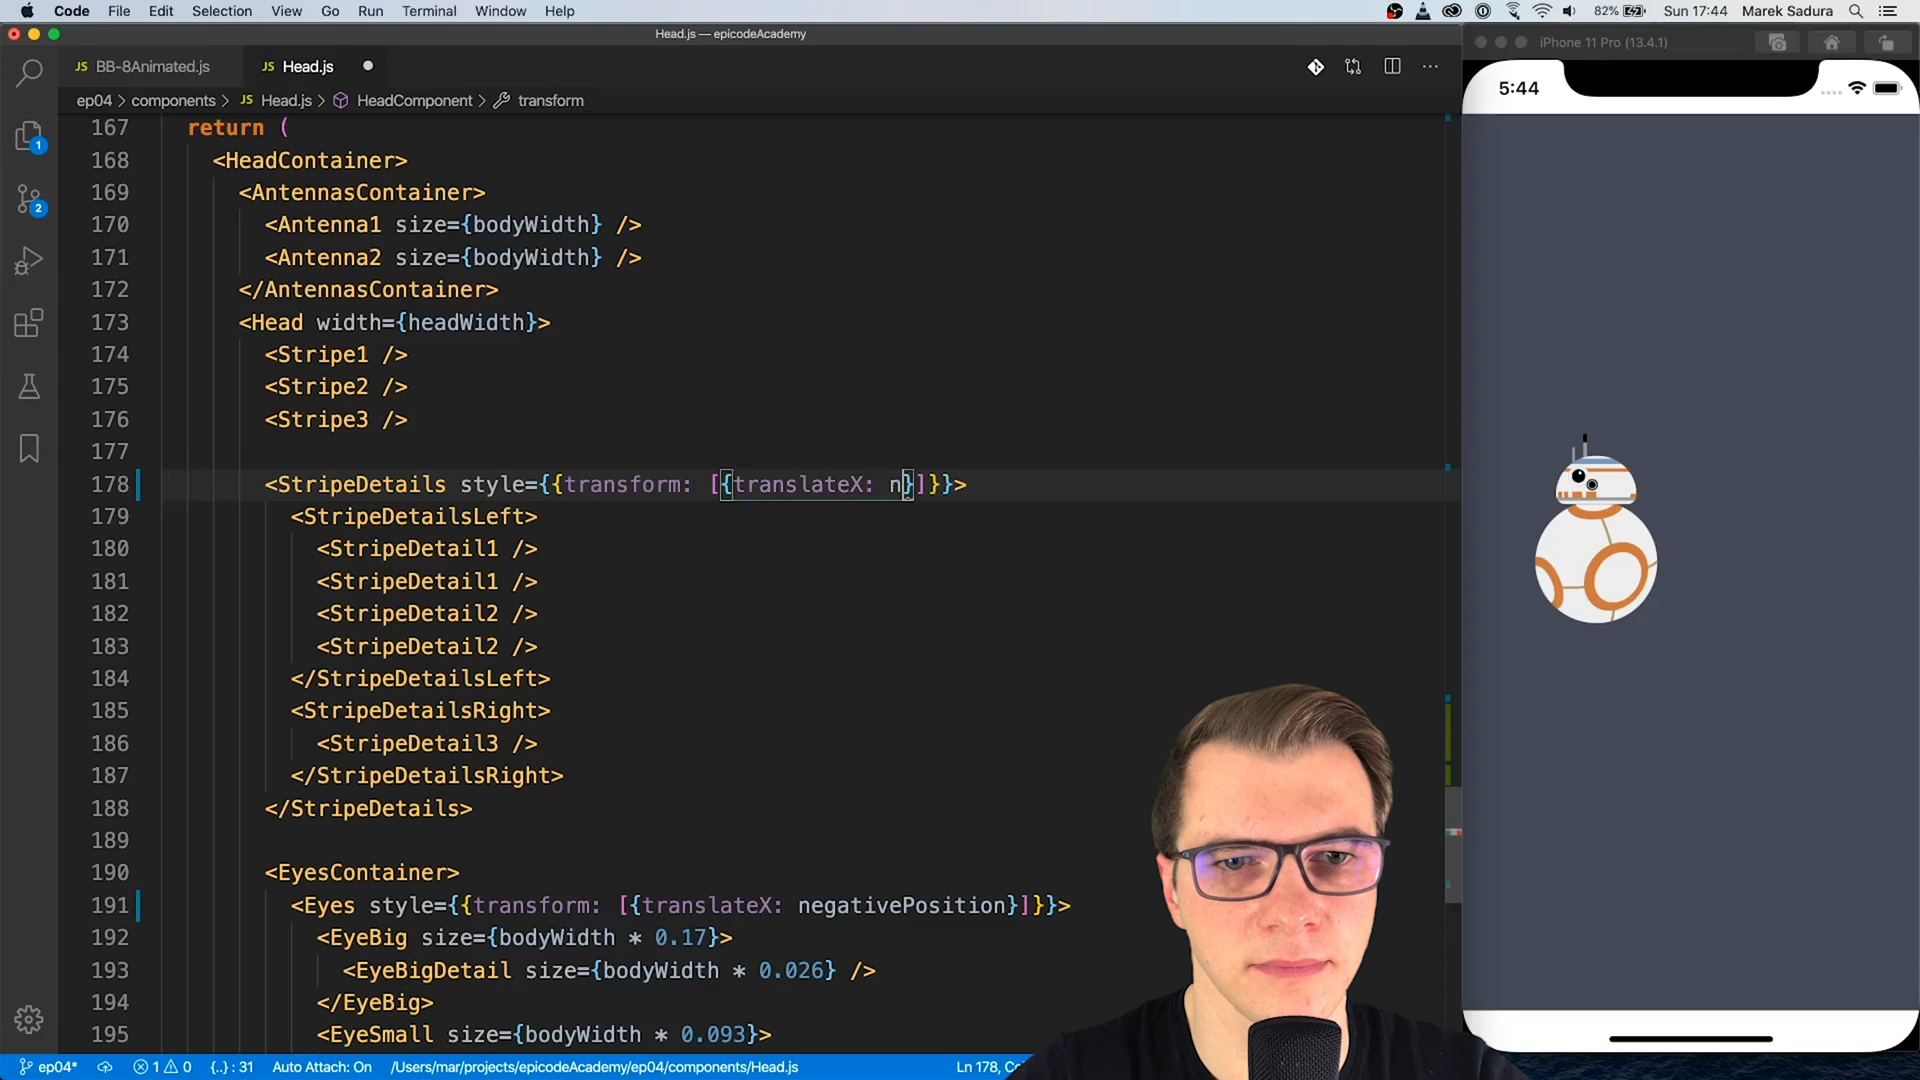 Code File Edit Selection View Go Run Terminal Window Help 82% Sun 17:44 Marek Sadura
Head.js — epicodeAcademy
iPhone 11 Pro (13.4.1)
JS BB-8Animated.js
JS Head.js
ep04 > components > JS Head.js > HeadComponent > transform
5:44
1
2
167 return (
168 <HeadContainer>
169 <AntennasContainer>
170 <Antenna1 size={bodyWidth} />
171 <Antenna2 size={bodyWidth} />
172 </AntennasContainer>
173 <Head width={headWidth}>
174 <Stripe1 />
175 <Stripe2 />
176 <Stripe3 />
177
178 <StripeDetails style={{transform: [{translateX: n}]}}>
179 <StripeDetailsLeft>
180 <StripeDetail1 />
181 <StripeDetail1 />
182 <StripeDetail2 />
183 <StripeDetail2 />
184 </StripeDetailsLeft>
185 <StripeDetailsRight>
186 <StripeDetail3 />
187 </StripeDetailsRight>
188 </StripeDetails>
189
190 <EyesContainer>
191 <Eyes style={{transform: [{translateX: negativePosition}]}}>
192 <EyeBig size={bodyWidth * 0.17}>
193 <EyeBigDetail size={bodyWidth * 0.026} />
194 </EyeBig>
195 <EyeSmall size={bodyWidth * 0.093}>
ep04* 1 0 {..} : 31 Auto Attach: On /Users/mar/projects/epicodeAcademy/ep04/components/Head.js Ln 178,